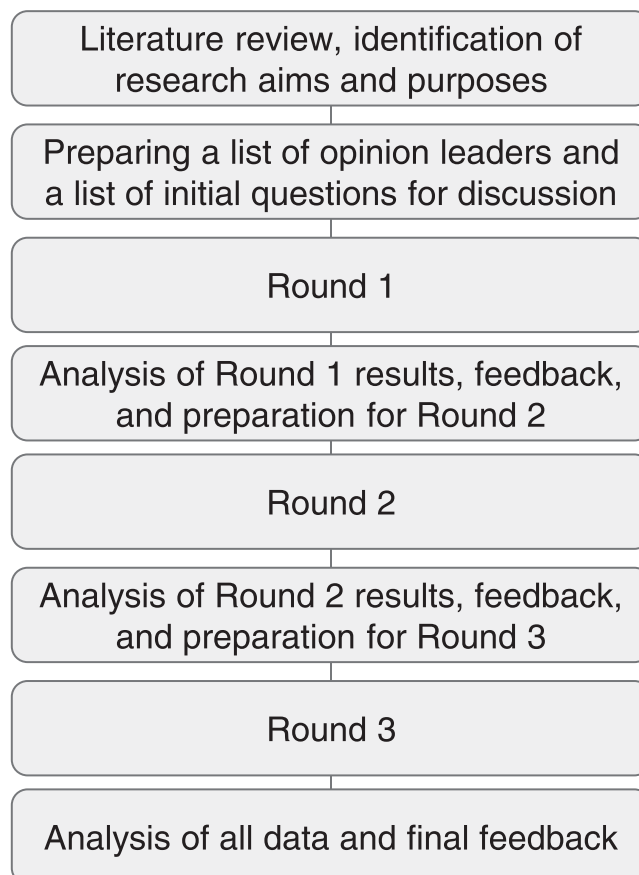 Literature review, identification of
research aims and purposes
Preparing a list of opinion leaders and
a list of initial questions for discussion
Round 1
Analysis of Round 1 results, feedback,
and preparation for Round 2
Round 2
Analysis of Round 2 results, feedback,
and preparation for Round 3
Round 3
Analysis of all data and final feedback